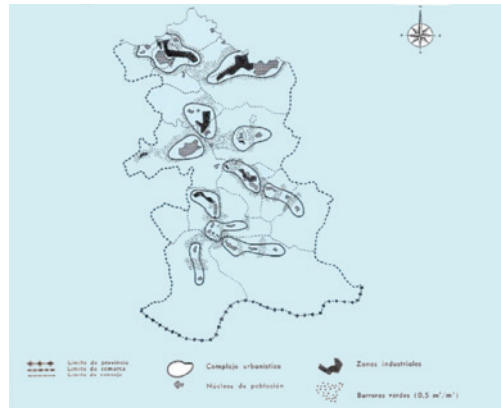 Límite de provincia
Límite de comarca
Límite de concejo
Complejo urbanístico
Núcleos de población
Zonas industriales
Barreras verdes (0,5 m²/m²)